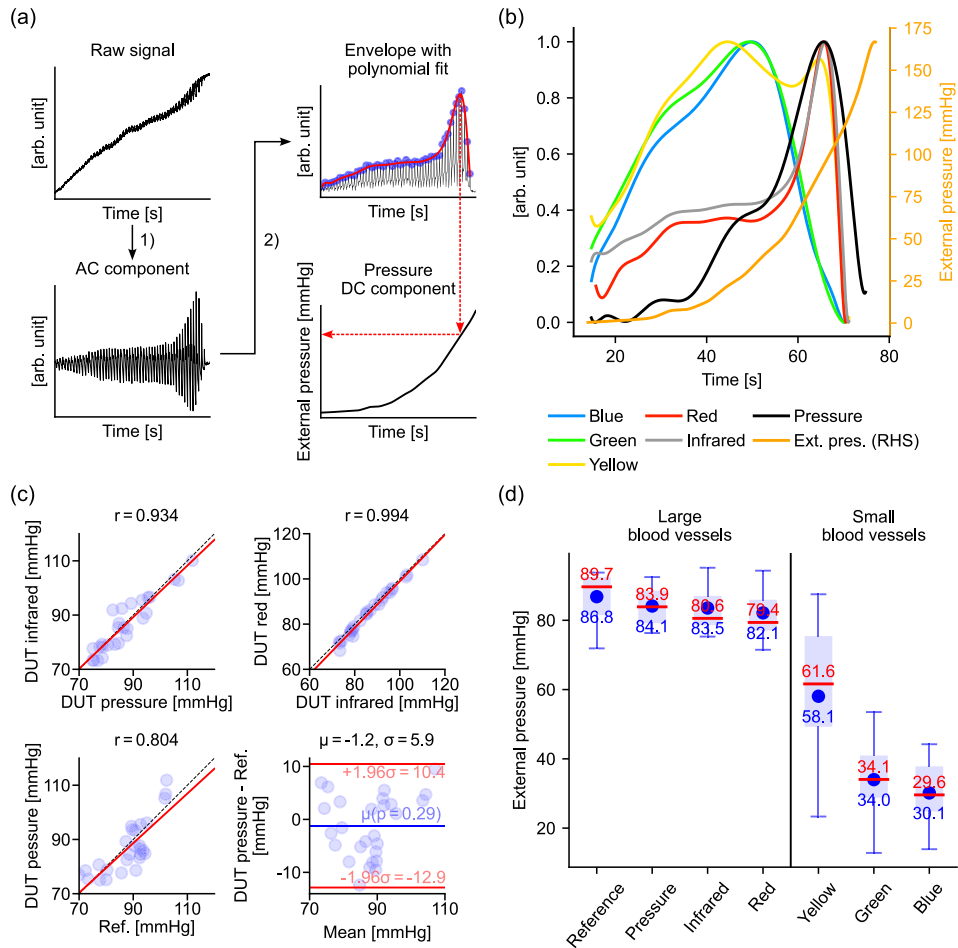 (a)
Raw signal
[arb. unit]
Time [s]
1)
AC component
[arb. unit]
Time [s]
2)
Envelope with
polynomial fit
[arb. unit]
Time [s]
Pressure
DC component
External pressure [mmHg]
Time [s]
(b)
1.0
0.8
0.6
0.4
0.2
0.0
[arb. unit]
175
150
125
100
75
50
25
0
External pressure [mmHg]
20 40 60 80
Time [s]
Blue Red Pressure
Green Infrared Ext. pres. (RHS)
Yellow
(c)
r = 0.934
DUT infrared [mmHg]
110
90
70
70 90 110
DUT pressure [mmHg]
r = 0.994
DUT red [mmHg]
120
100
80
60
60 80 100 120
DUT infrared [mmHg]
r = 0.804
DUT pessure [mmHg]
110
90
70
70 90 110
Ref. [mmHg]
μ = -1.2, σ = 5.9
DUT pressure - Ref.
[mmHg]
10
0
-10
+1.96σ = 10.4
μ(p = 0.29)
-1.96σ = -12.9
70 90 110
Mean [mmHg]
(d)
Large
blood vessels
Small
blood vessels
External pressure [mmHg]
80
60
40
20
89.7
86.8
83.9
84.1
80.6
83.5
79.4
82.1
61.6
58.1
34.1
34.0
29.6
30.1
Reference
Pressure
Infrared
Red
Yellow
Green
Blue